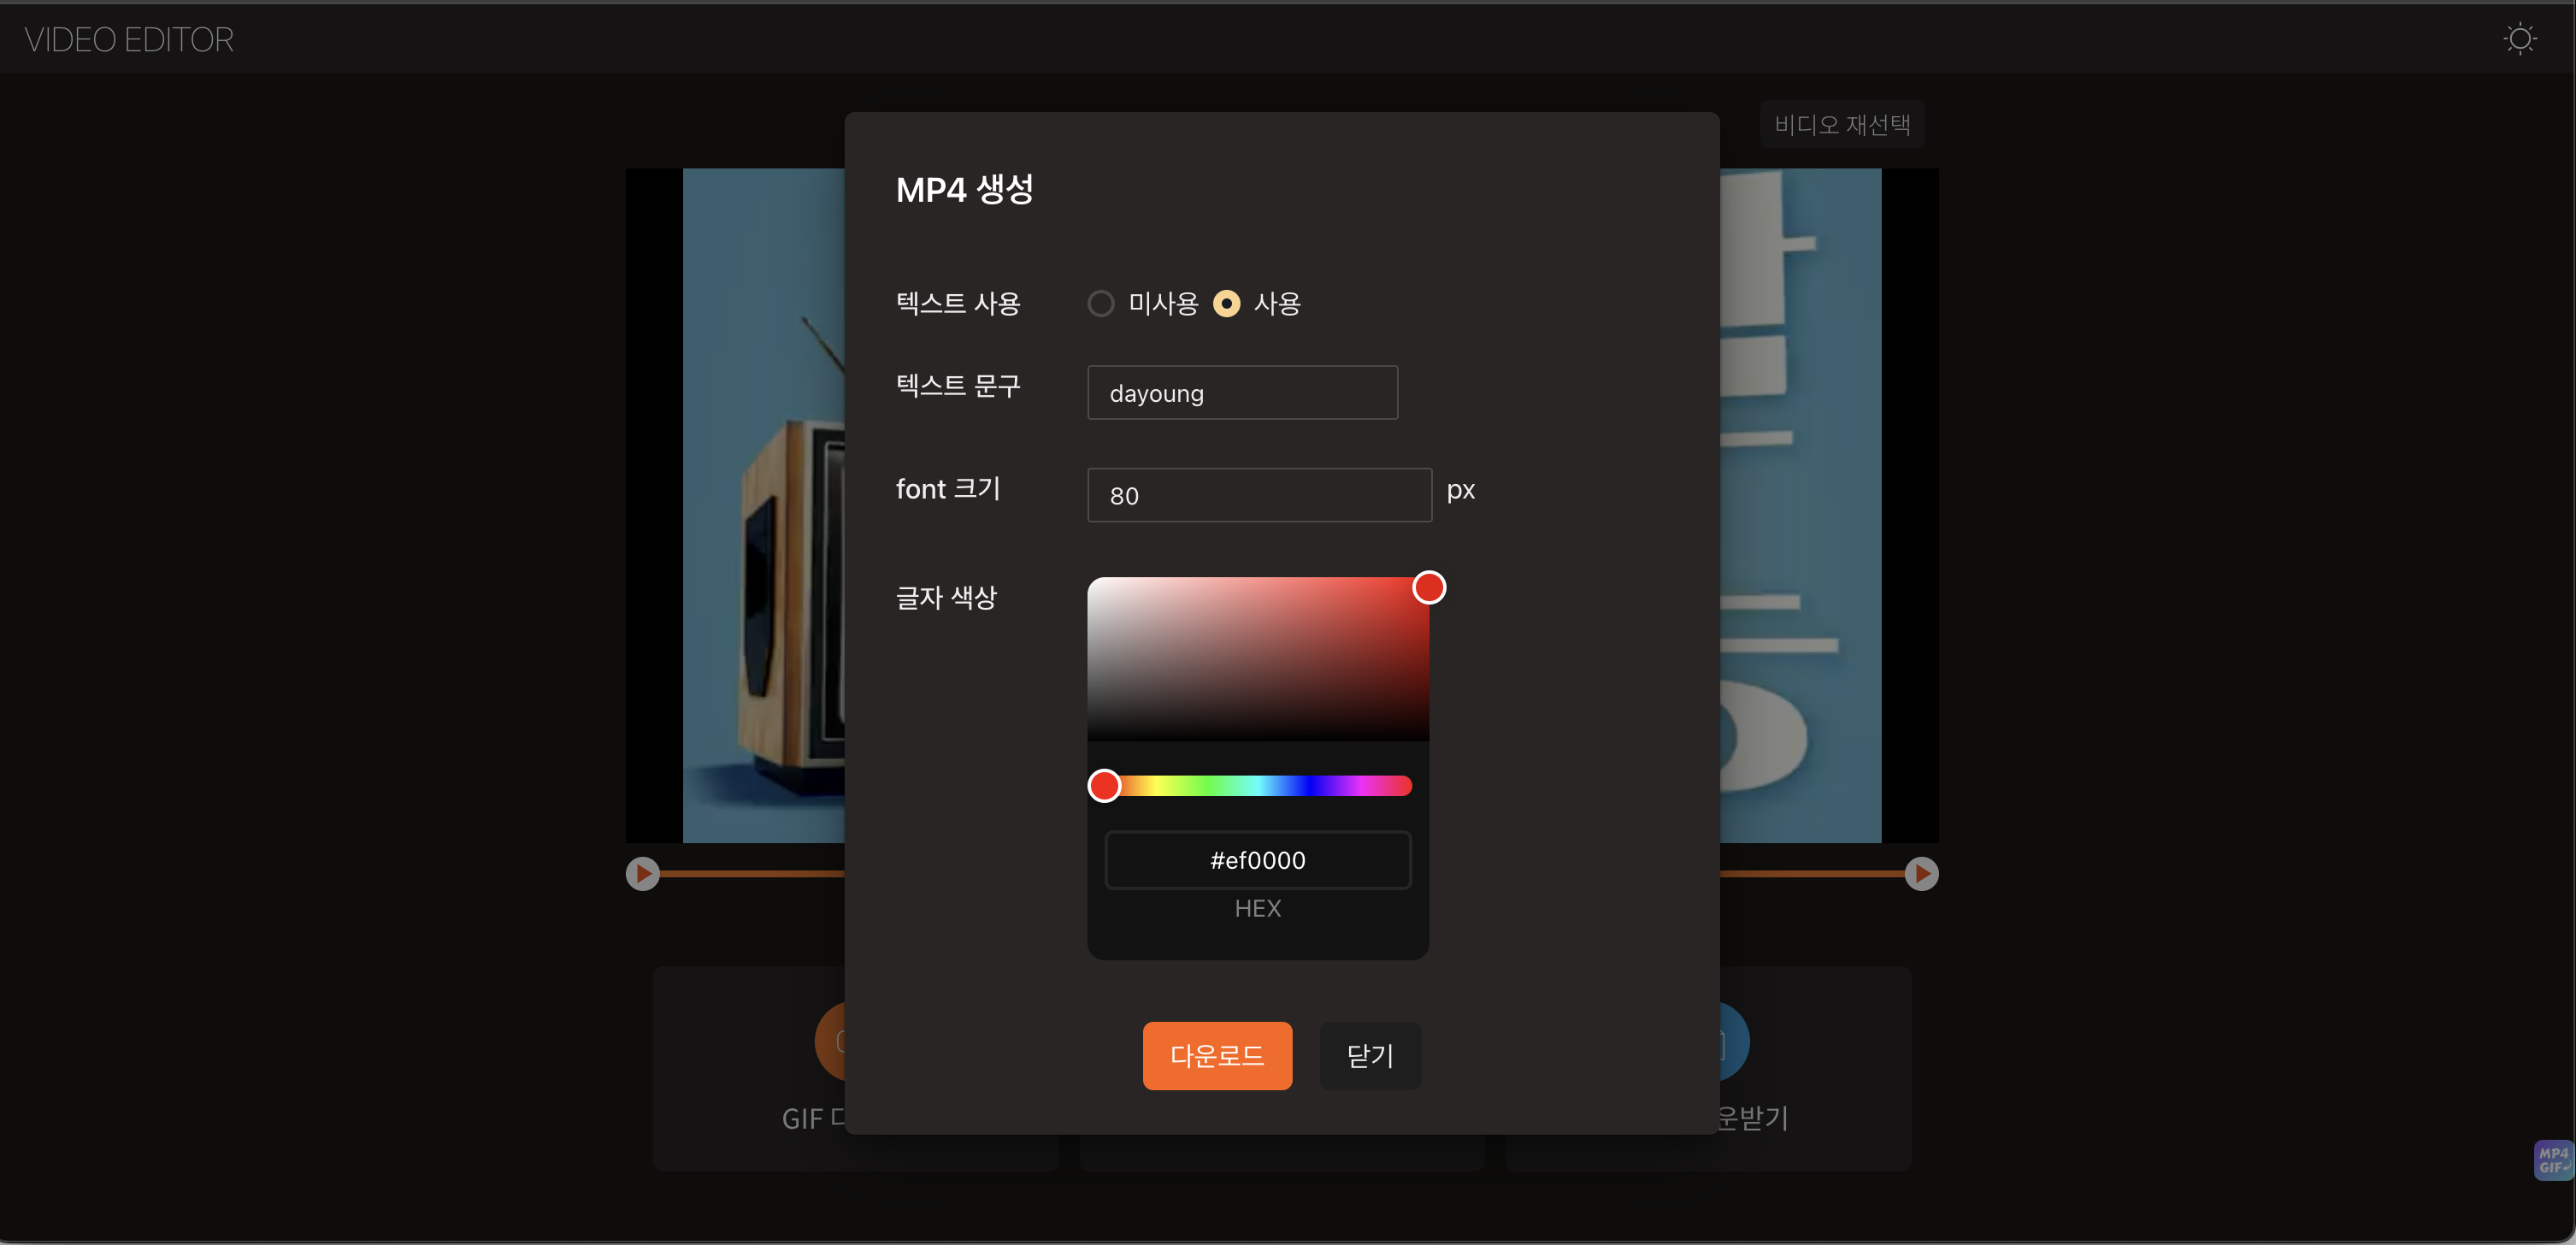 VIDEO EDITOR
비디오 재선택
MP4 생성
텍스트 사용
미사용
사용
텍스트 문구
dayoung
font 크기
80
px
글자 색상
#ef0000
HEX
다운로드
닫기
GIF
운받기
MP4
GIF